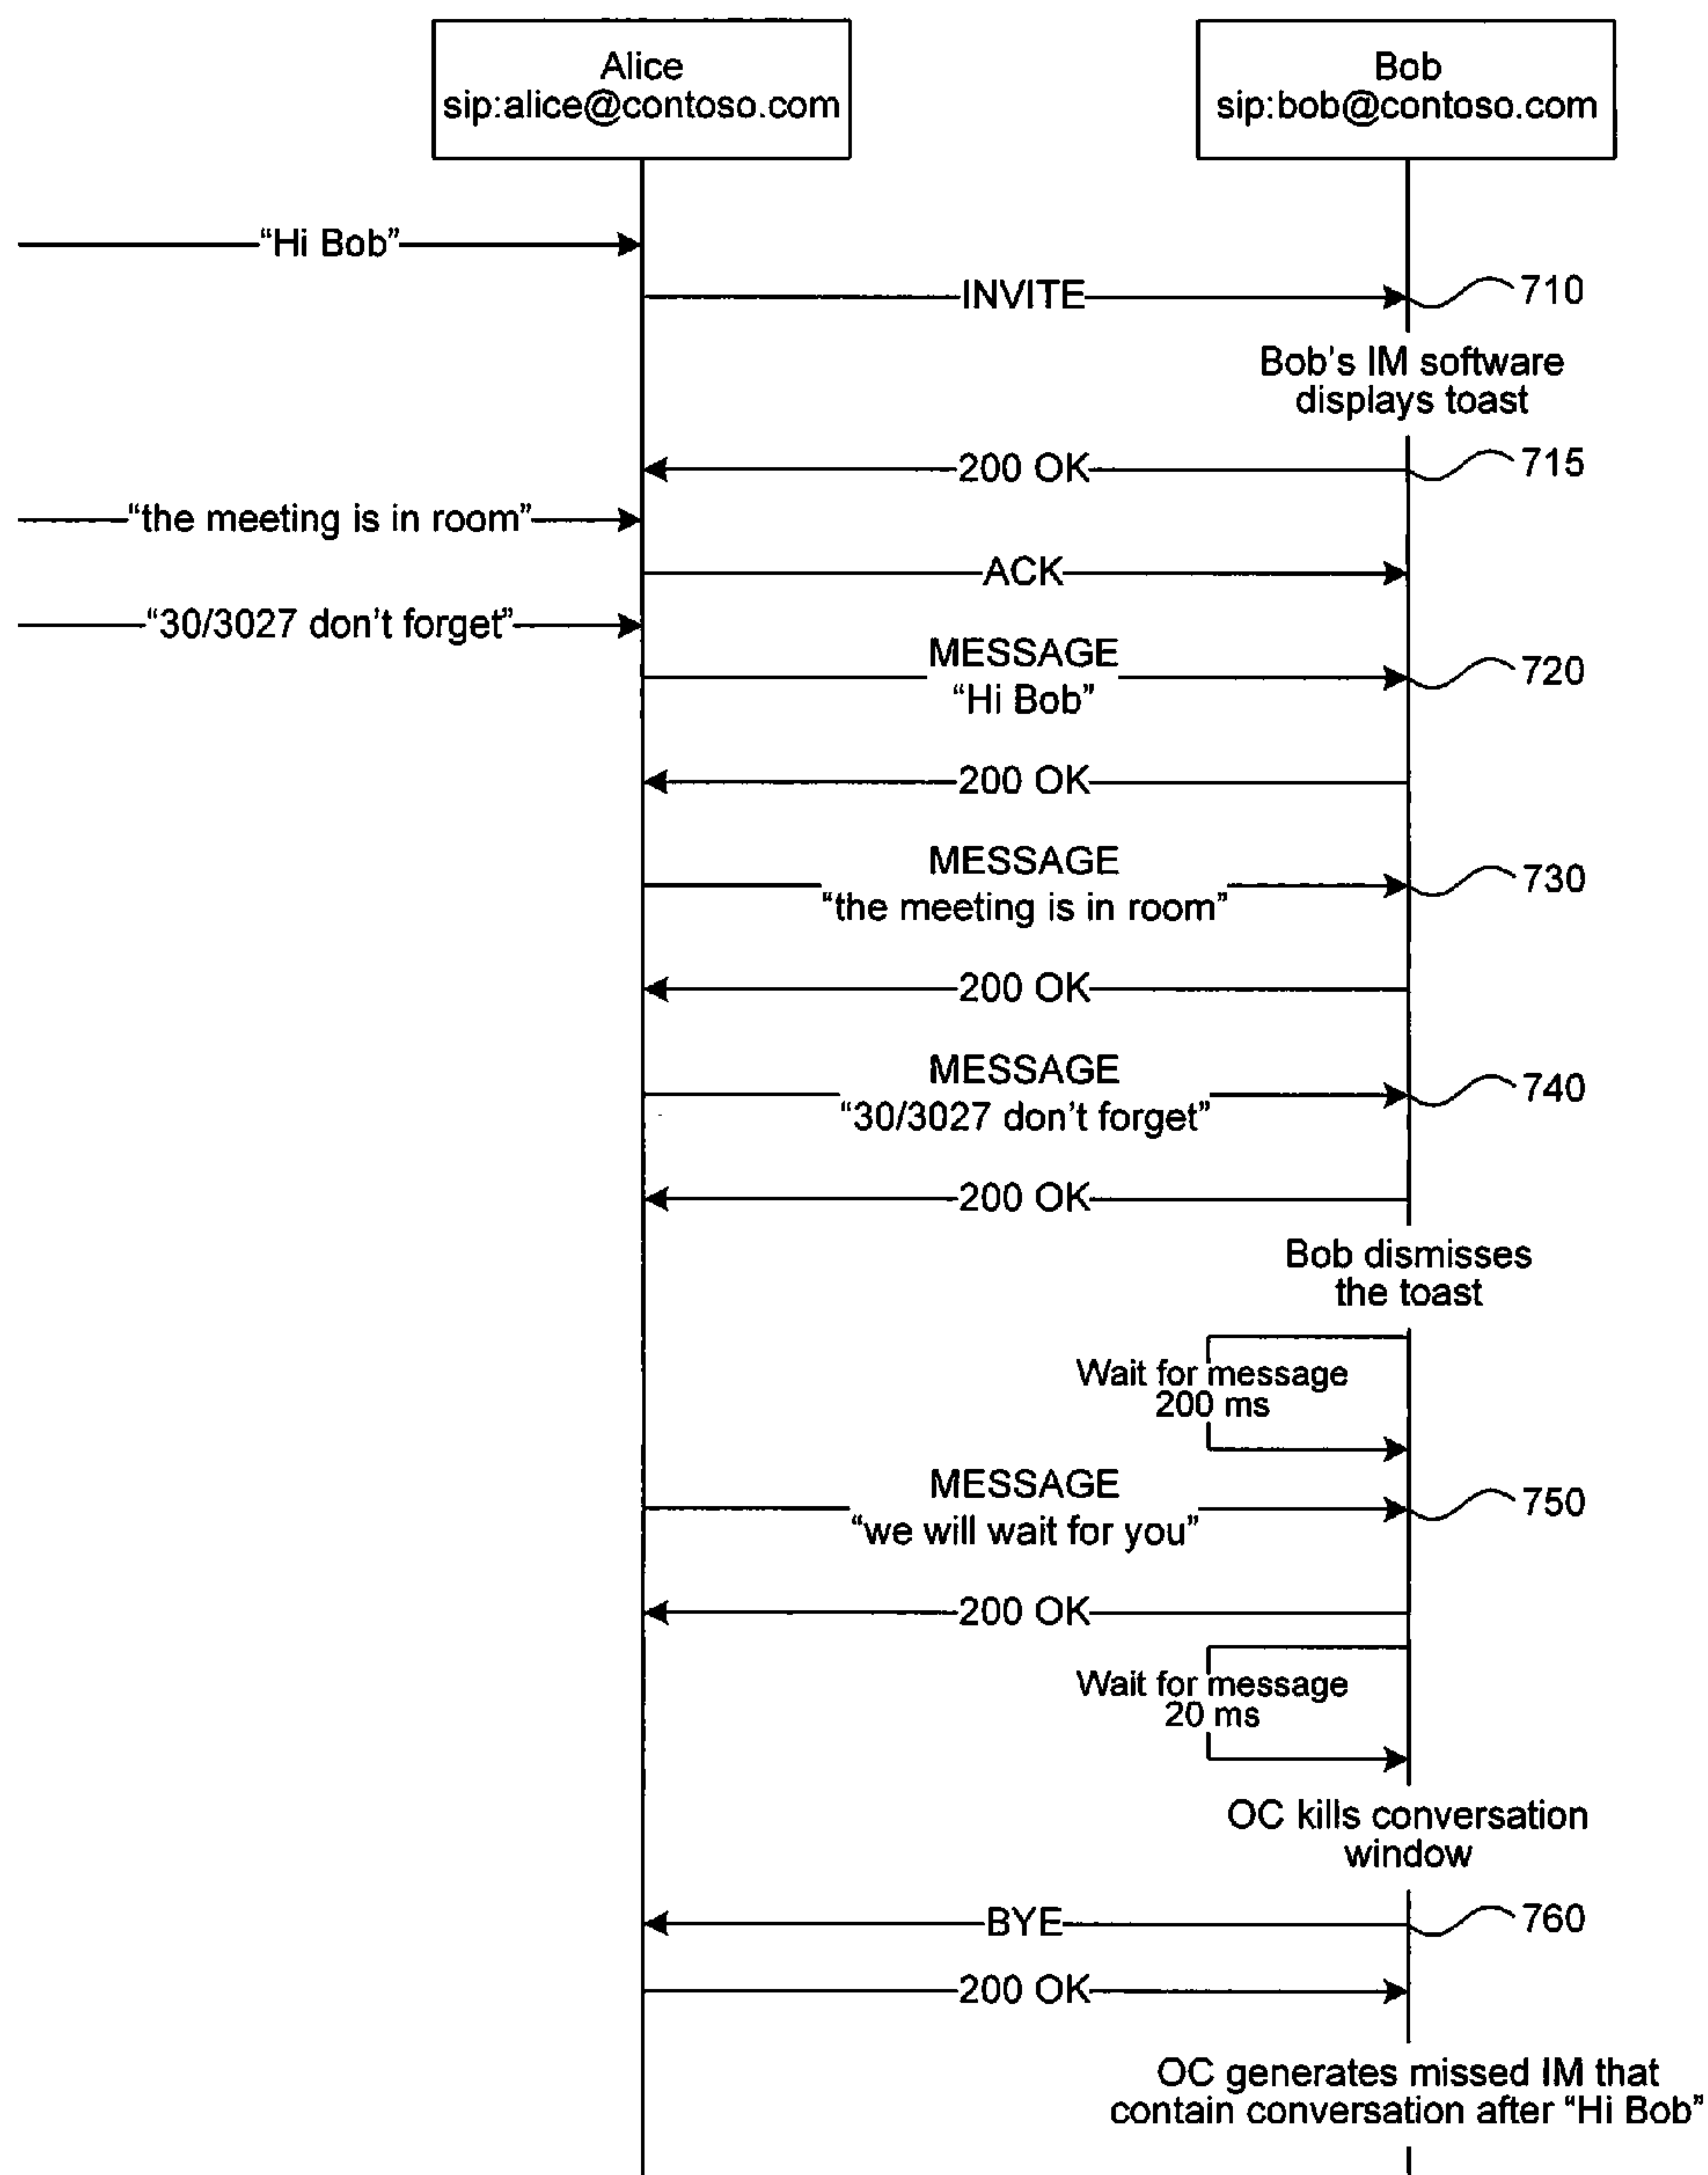 Alice
sip:alice@contoso.com
Bob
sip:bob@contoso.com
“Hi Bob”
INVITE
710
Bob's IM software
displays toast
200 OK
715
“the meeting is in room”
ACK
“30/3027 don't forget”
MESSAGE
“Hi Bob”
720
200 OK
MESSAGE
“the meeting is in room”
730
200 OK
MESSAGE
“30/3027 don't forget”
740
200 OK
Bob dismisses
the toast
Wait for message
200 ms
MESSAGE
“we will wait for you”
750
200 OK
Wait for message
20 ms
OC kills conversation
window
BYE
760
200 OK
OC generates missed IM that
contain conversation after “Hi Bob”